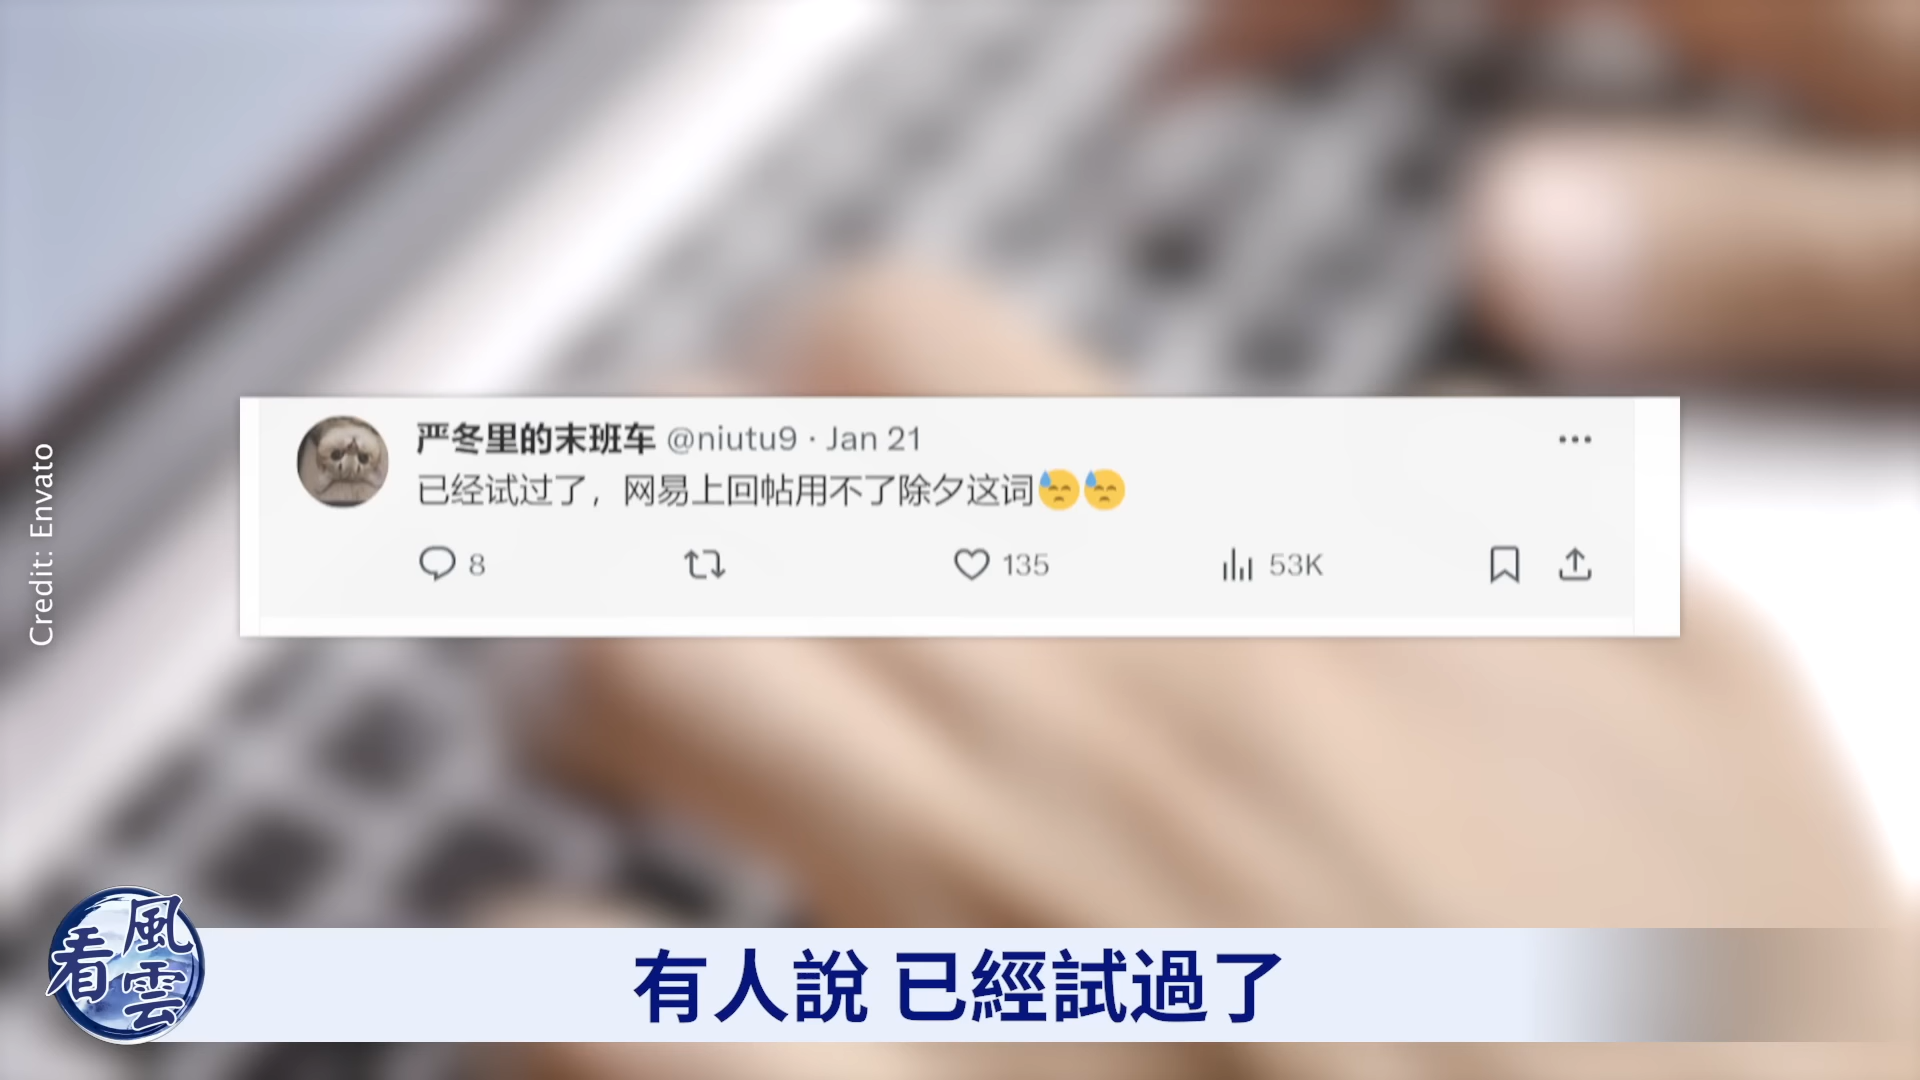 严冬里的末班车 @niutu9 · Jan 21
已经试过了，网易上回帖用不了除夕这词😓😓
8 135 53K
Credit: Envato
看風雲
有人說 已經試過了